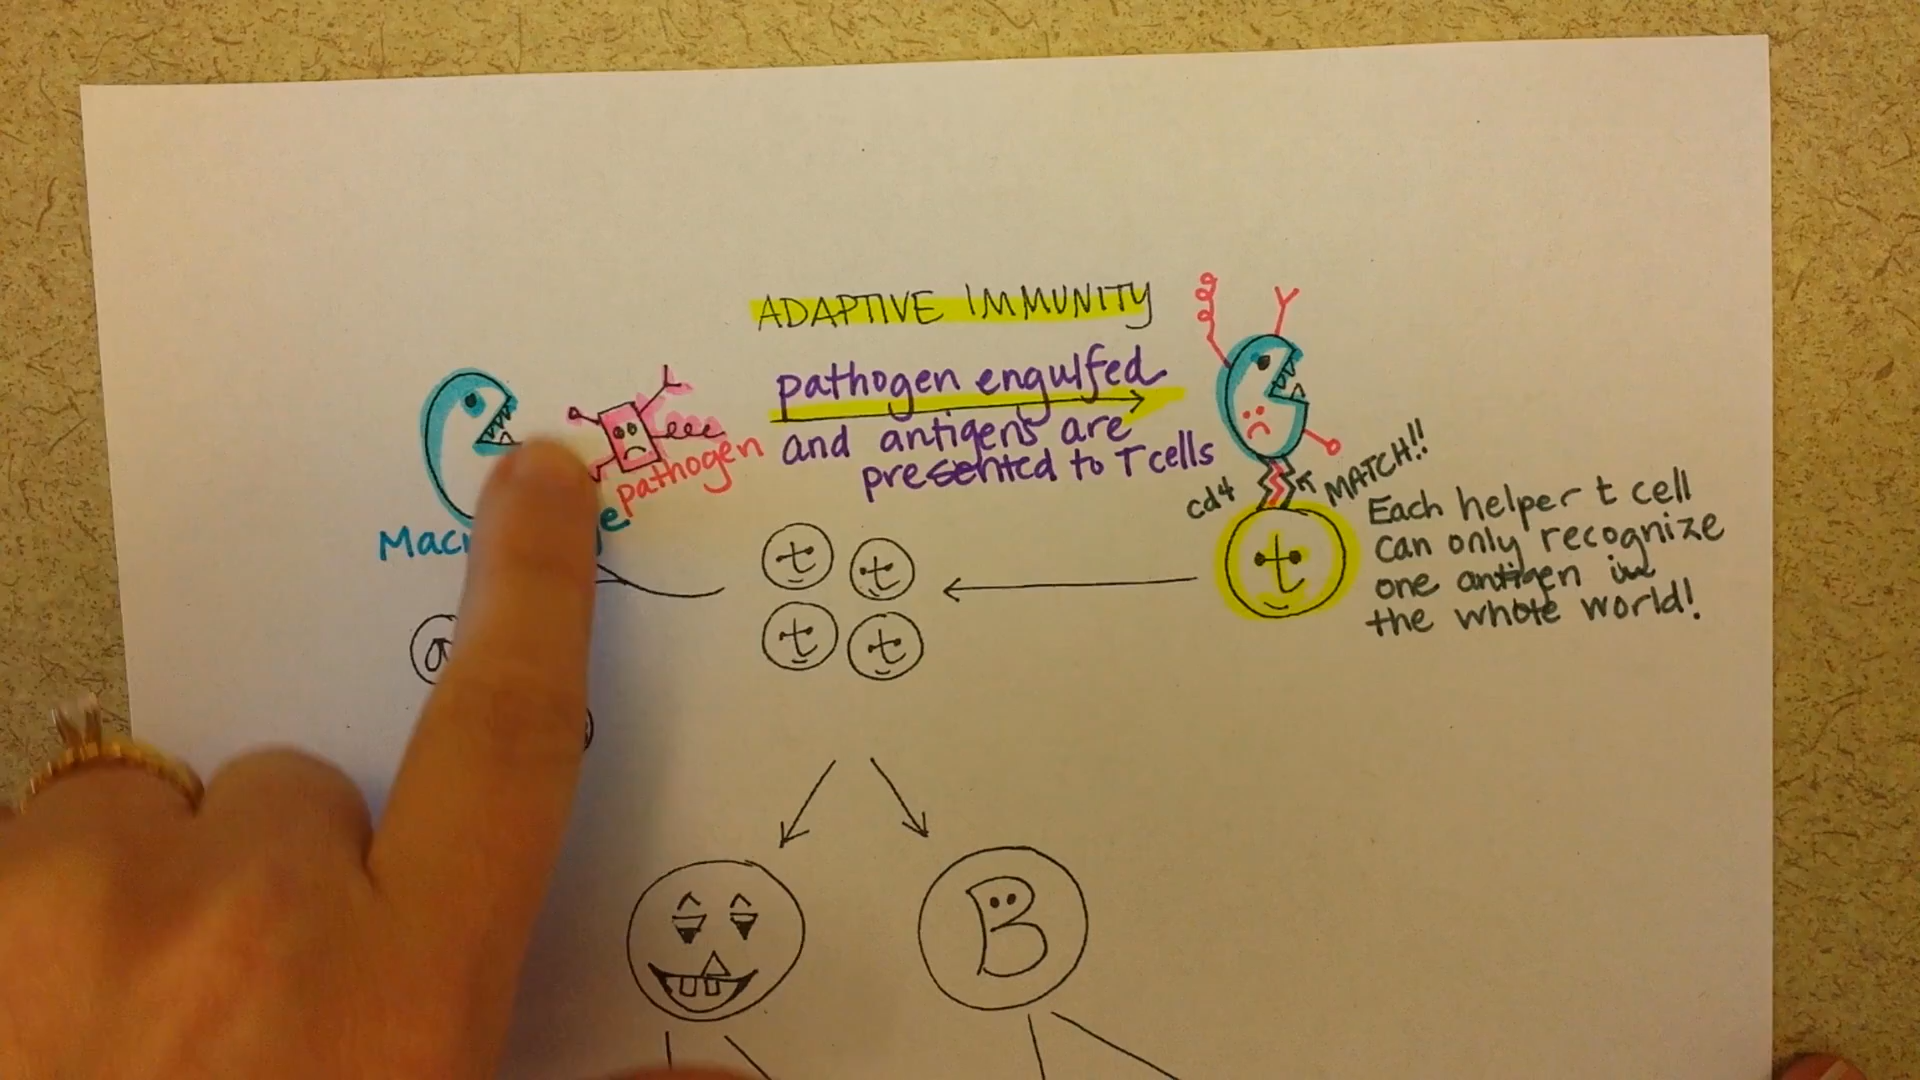 ADAPTIVE IMMUNITY
pathogen engulfed
and antigens are
presented to T cells
pathogen
cd4
MATCH!!
Each helper t cell
can only recognize
one antigen in
the whole world!
t
t
t
t
t
a
B